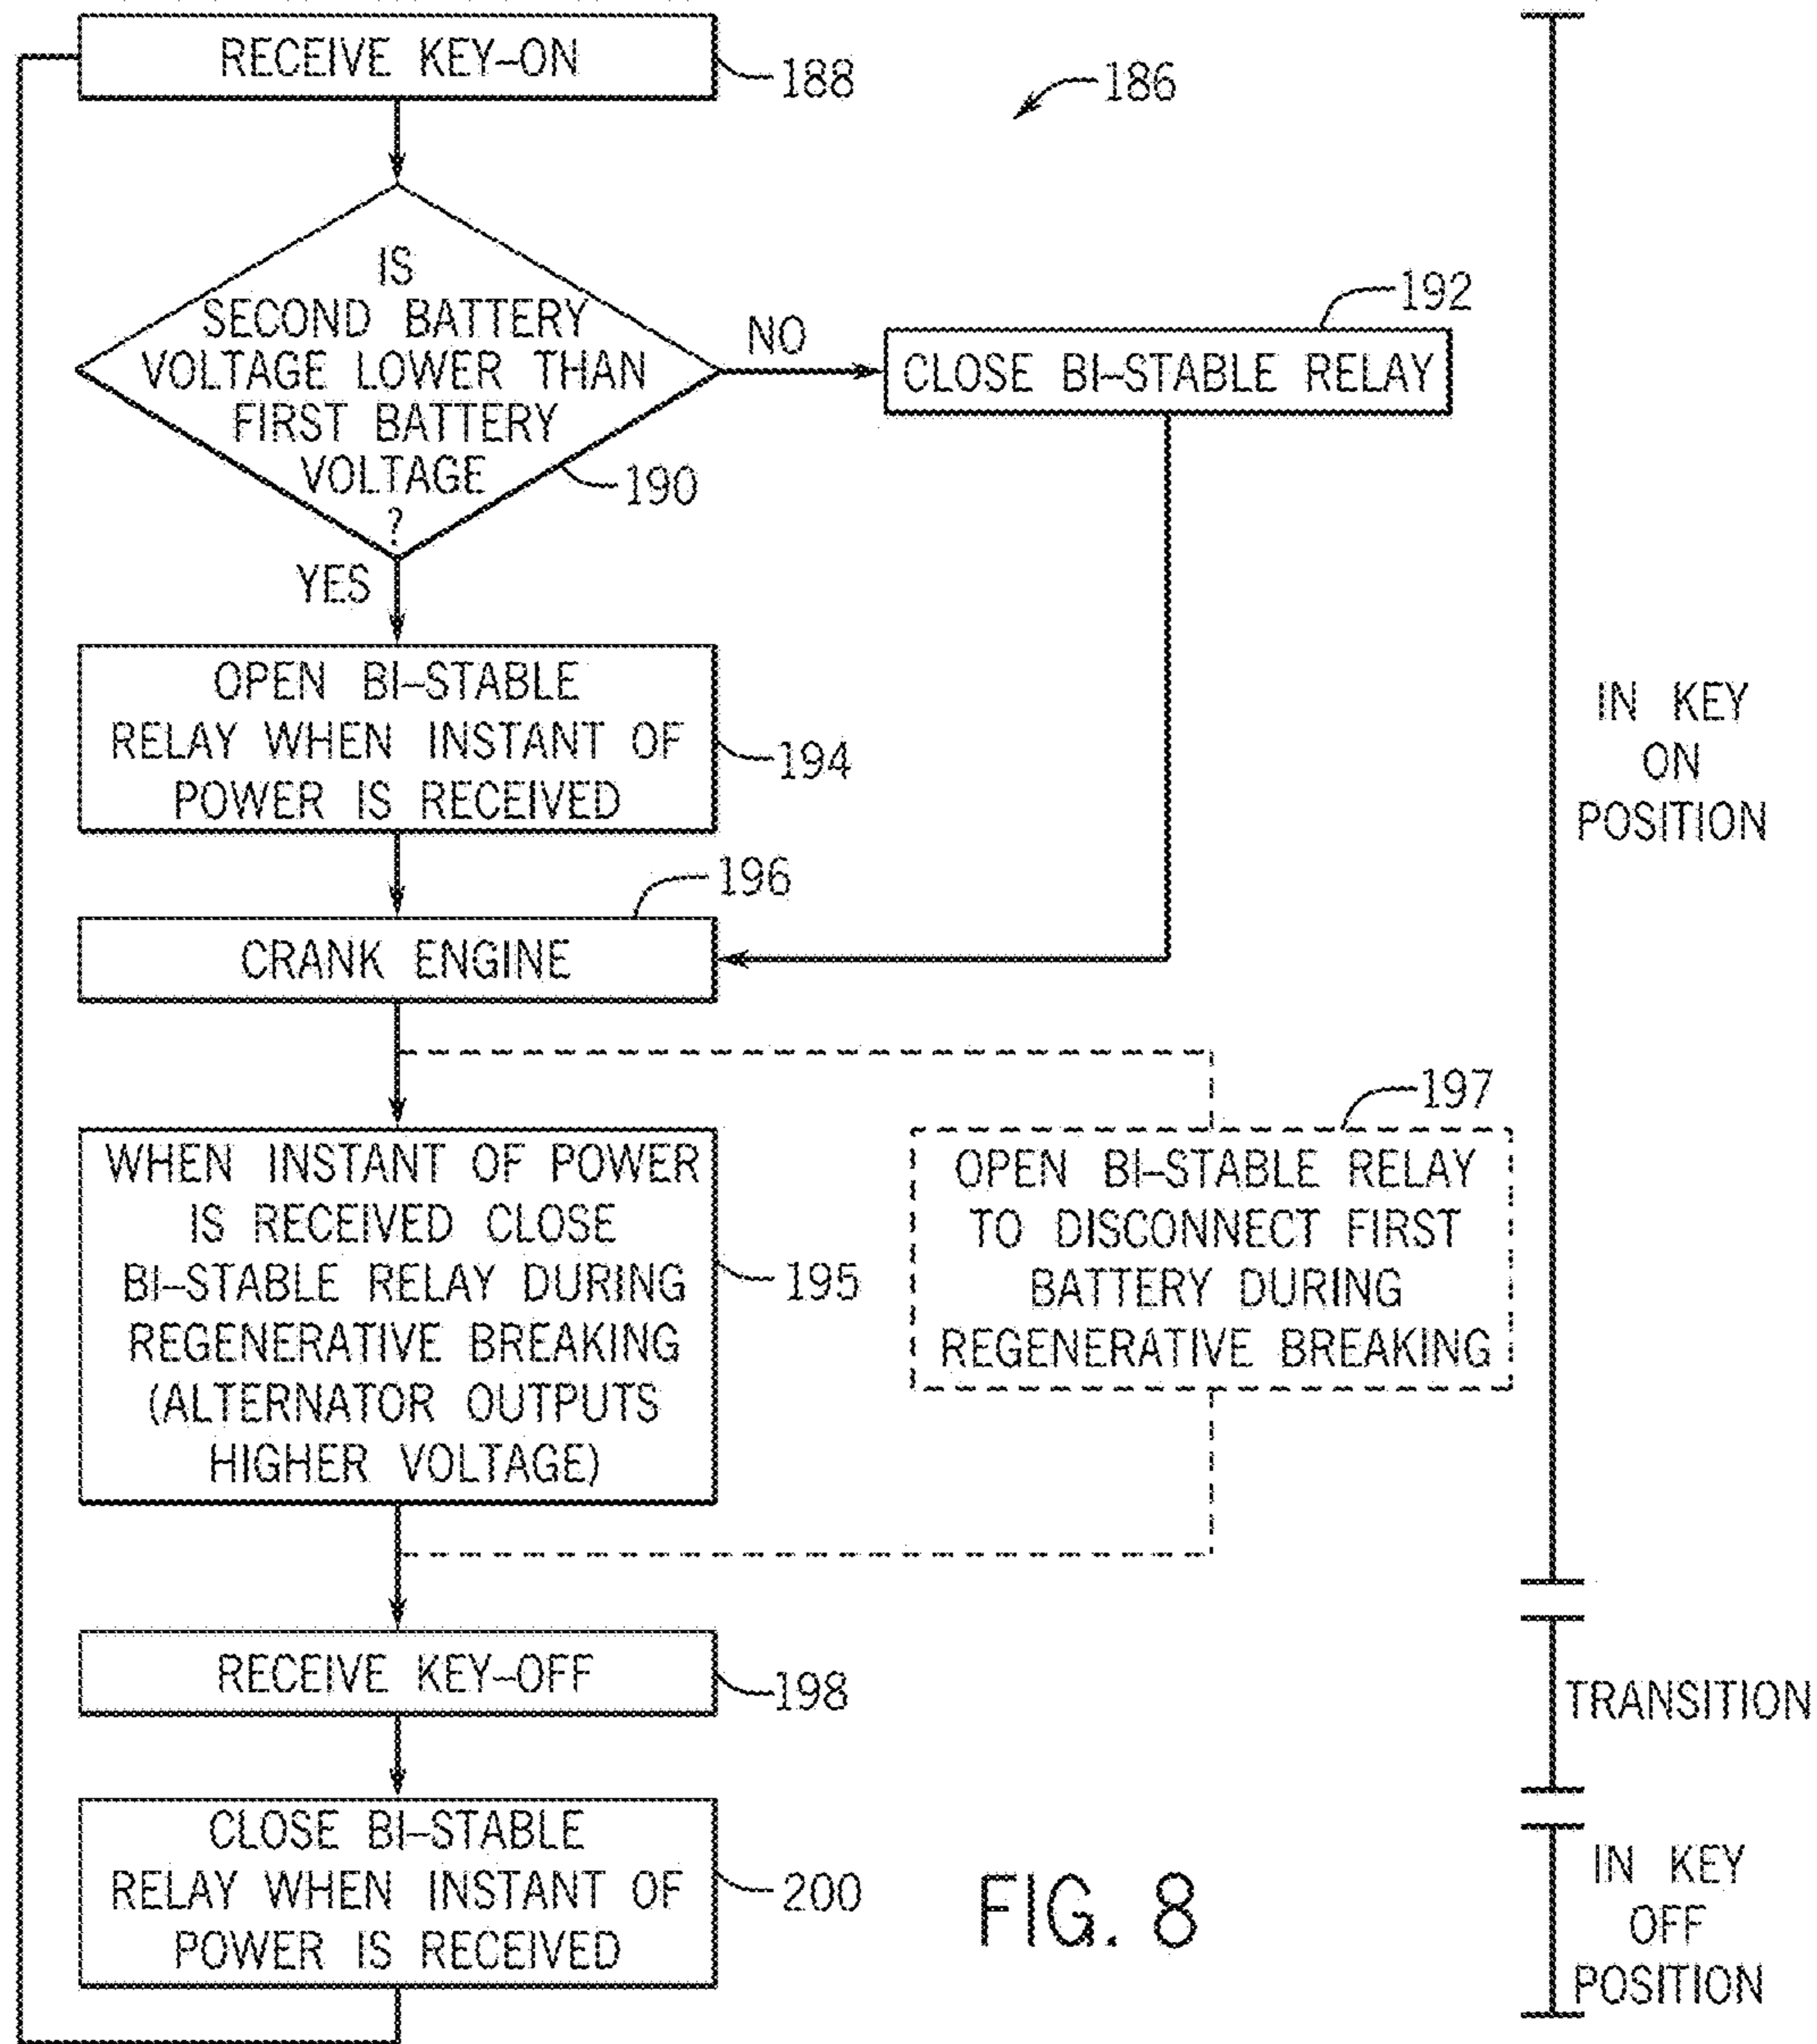 RECEIVE KEY-ON
188
186
IS
SECOND BATTERY
VOLTAGE LOWER THAN
FIRST BATTERY
VOLTAGE
?
190
NO
192
CLOSE BI-STABLE RELAY
YES
OPEN BI-STABLE
RELAY WHEN INSTANT OF
POWER IS RECEIVED
194
IN KEY
ON
POSITION
196
CRANK ENGINE
WHEN INSTANT OF POWER
IS RECEIVED CLOSE
BI-STABLE RELAY DURING
REGENERATIVE BREAKING
(ALTERNATOR OUTPUTS
HIGHER VOLTAGE)
195
197
OPEN BI-STABLE RELAY
TO DISCONNECT FIRST
BATTERY DURING
REGENERATIVE BREAKING
RECEIVE KEY-OFF
198
TRANSITION
CLOSE BI-STABLE
RELAY WHEN INSTANT OF
POWER IS RECEIVED
200
IN KEY
OFF
POSITION
FIG. 8